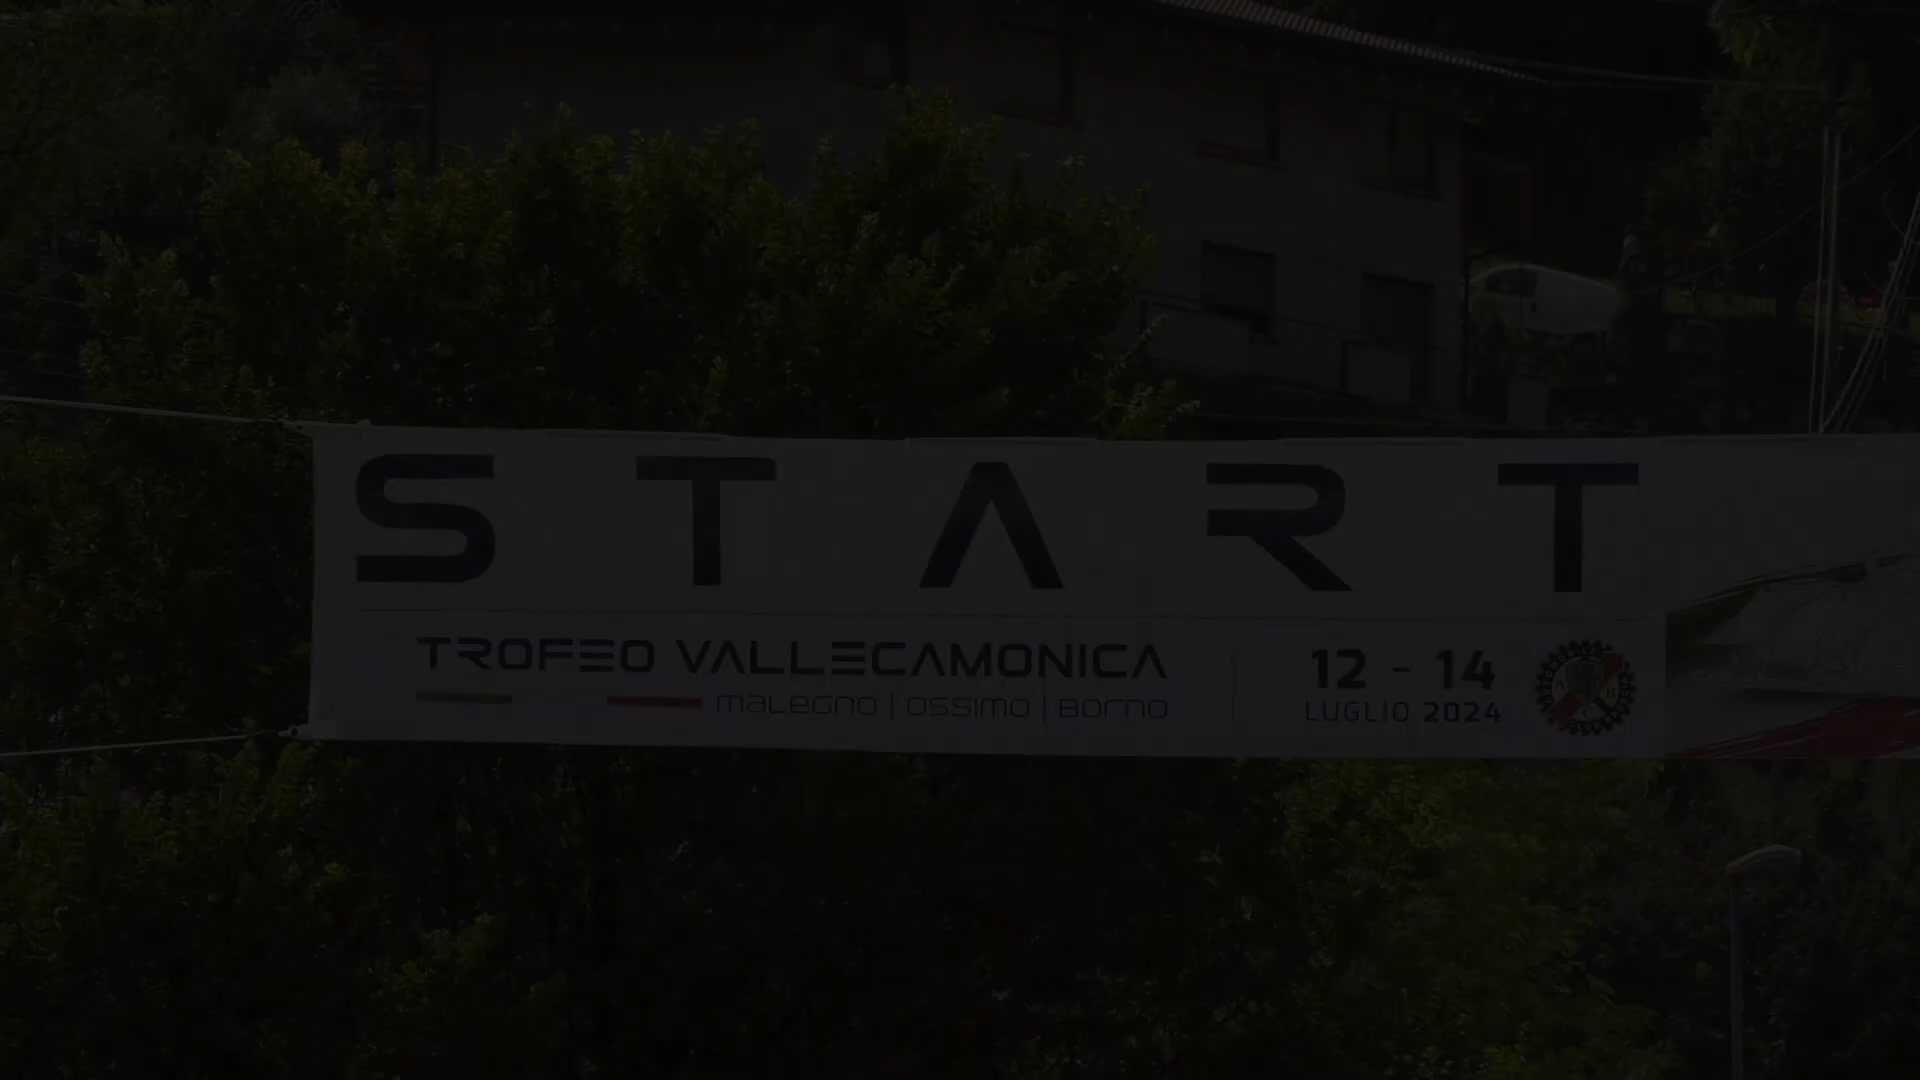 START
TROFEO VALLECAMONICA
malegno | ossimo | Borno
12 - 14
LUGLIO 2024